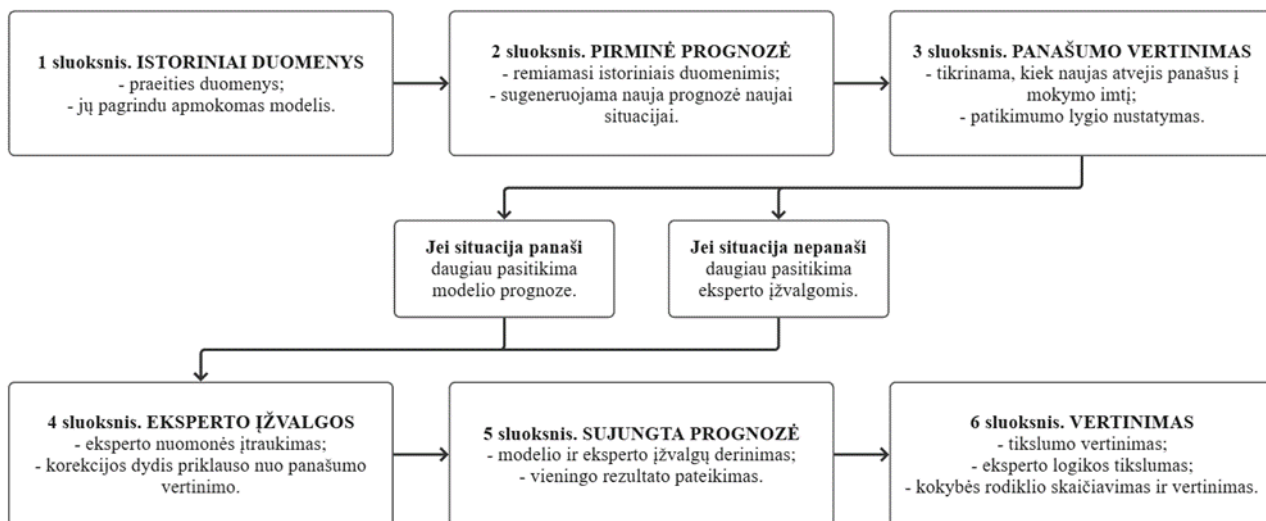 1 sluoksnis. ISTORINIAI DUOMENYS
- praeities duomenys;
- jų pagrindu apmokomas modelis.
2 sluoksnis. PIRMINĖ PROGNOZĖ
- remiamasi istoriniais duomenimis;
- sugeneruojama nauja prognozė naujai
situacijai.
3 sluoksnis. PANAŠUMO VERTINIMAS
- tikrinama, kiek naujas atvejis panašus į
mokymo imtį;
- patikimumo lygio nustatymas.
Jei situacija panaši
daugiau pasitikima
modelio prognoze.
Jei situacija nepanaši
daugiau pasitikima
eksperto įžvalgomis.
4 sluoksnis. EKSPERTO ĮŽVALGOS
- eksperto nuomonės įtraukimas;
- korekcijos dydis priklauso nuo panašumo
vertinimo.
5 sluoksnis. SUJUNGTA PROGNOZĖ
- modelio ir eksperto įžvalgų derinimas;
- vieningo rezultato pateikimas.
6 sluoksnis. VERTINIMAS
- tikslumo vertinimas;
- eksperto logikos tikslumas;
- kokybės rodiklio skaičiavimas ir vertinimas.